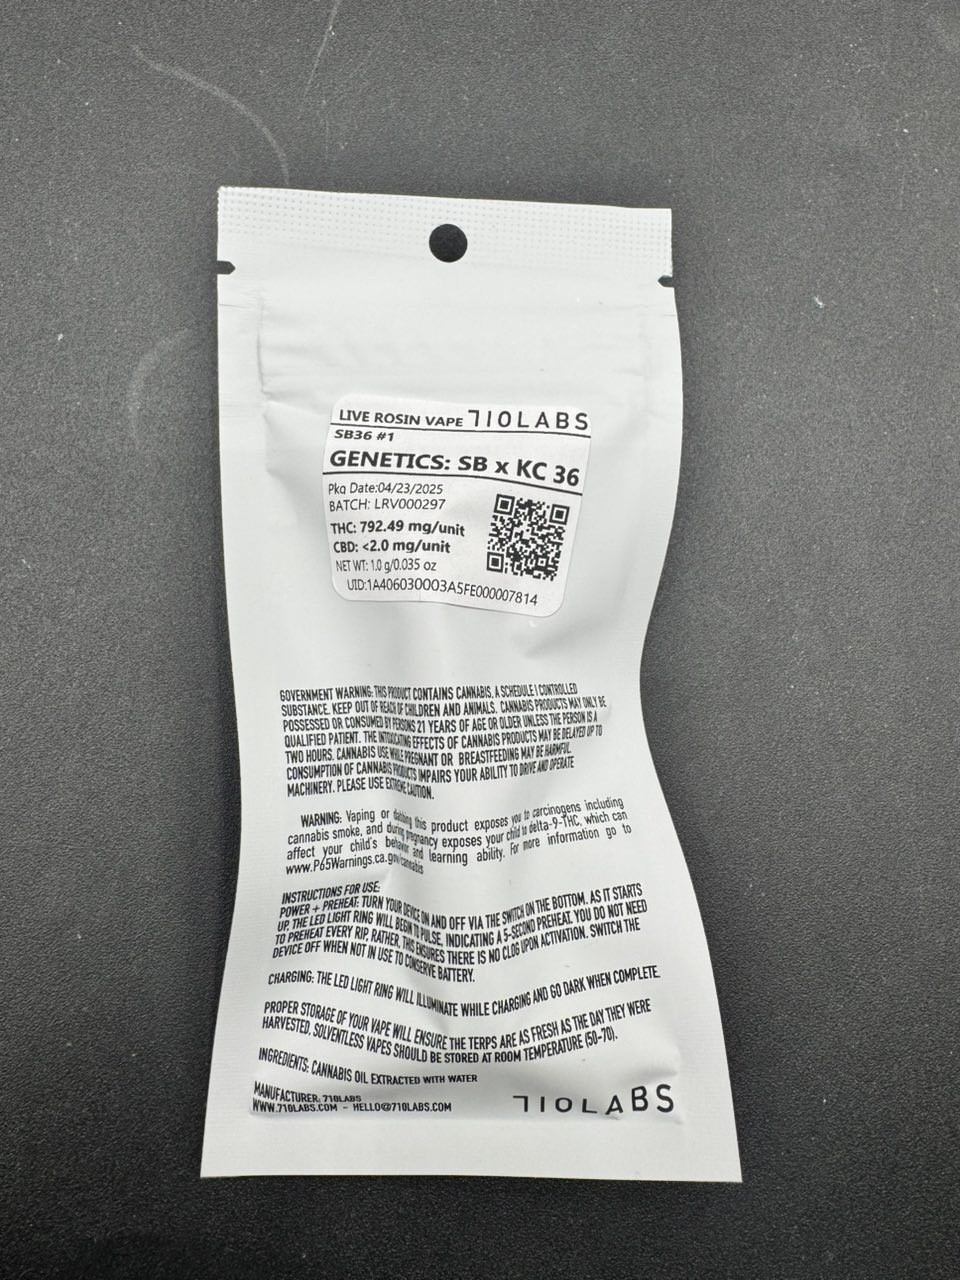 LIVE ROSIN VAPE 710LABS
SB36 #1
GENETICS: SB x KC 36
Pkg Date:04/23/2025
BATCH: LRV000297
THC: 792.49 mg/unit
CBD: <2.0 mg/unit
NET WT: 1.0 g/0.035 oz
UID:1A406030003A5FE000007814
GOVERNMENT WARNING: THIS PRODUCT CONTAINS CANNABIS, A SCHEDULE I CONTROLLED
SUBSTANCE. KEEP OUT OF REACH OF CHILDREN AND ANIMALS. CANNABIS PRODUCTS MAY ONLY BE
POSSESSED OR CONSUMED BY PERSONS 21 YEARS OF AGE OR OLDER UNLESS THE PERSON IS A
QUALIFIED PATIENT. THE INTOXICATING EFFECTS OF CANNABIS PRODUCTS MAY BE DELAYED UP TO
TWO HOURS. CANNABIS USE WHILE PREGNANT OR BREASTFEEDING MAY BE HARMFUL.
CONSUMPTION OF CANNABIS PRODUCTS IMPAIRS YOUR ABILITY TO DRIVE AND OPERATE
MACHINERY. PLEASE USE EXTREME CAUTION.
WARNING: Vaping or dabbing this product exposes you to carcinogens including
cannabis smoke, and during pregnancy exposes your child to delta-9-THC, which can
affect your child's behavior and learning ability. For more information go to
www.P65Warnings.ca.gov/cannabis
INSTRUCTIONS FOR USE:
POWER + PREHEAT: TURN YOUR DEVICE ON AND OFF VIA THE SWITCH ON THE BOTTOM. AS IT STARTS
UP, THE LED LIGHT RING WILL BEGIN TO PULSE, INDICATING A 5-SECOND PREHEAT. YOU DO NOT NEED
TO PREHEAT EVERY RIP, RATHER, THIS ENSURES THERE IS NO CLOG UPON ACTIVATION. SWITCH THE
DEVICE OFF WHEN NOT IN USE TO CONSERVE BATTERY.
CHARGING: THE LED LIGHT RING WILL ILLUMINATE WHILE CHARGING AND GO DARK WHEN COMPLETE.
PROPER STORAGE OF YOUR VAPE WILL ENSURE THE TERPS ARE AS FRESH AS THE DAY THEY WERE
HARVESTED. SOLVENTLESS VAPES SHOULD BE STORED AT ROOM TEMPERATURE (50-70).
INGREDIENTS: CANNABIS OIL EXTRACTED WITH WATER
MANUFACTURER: 710LABS
WWW.710LABS.COM - HELLO@710LABS.COM
710LABS